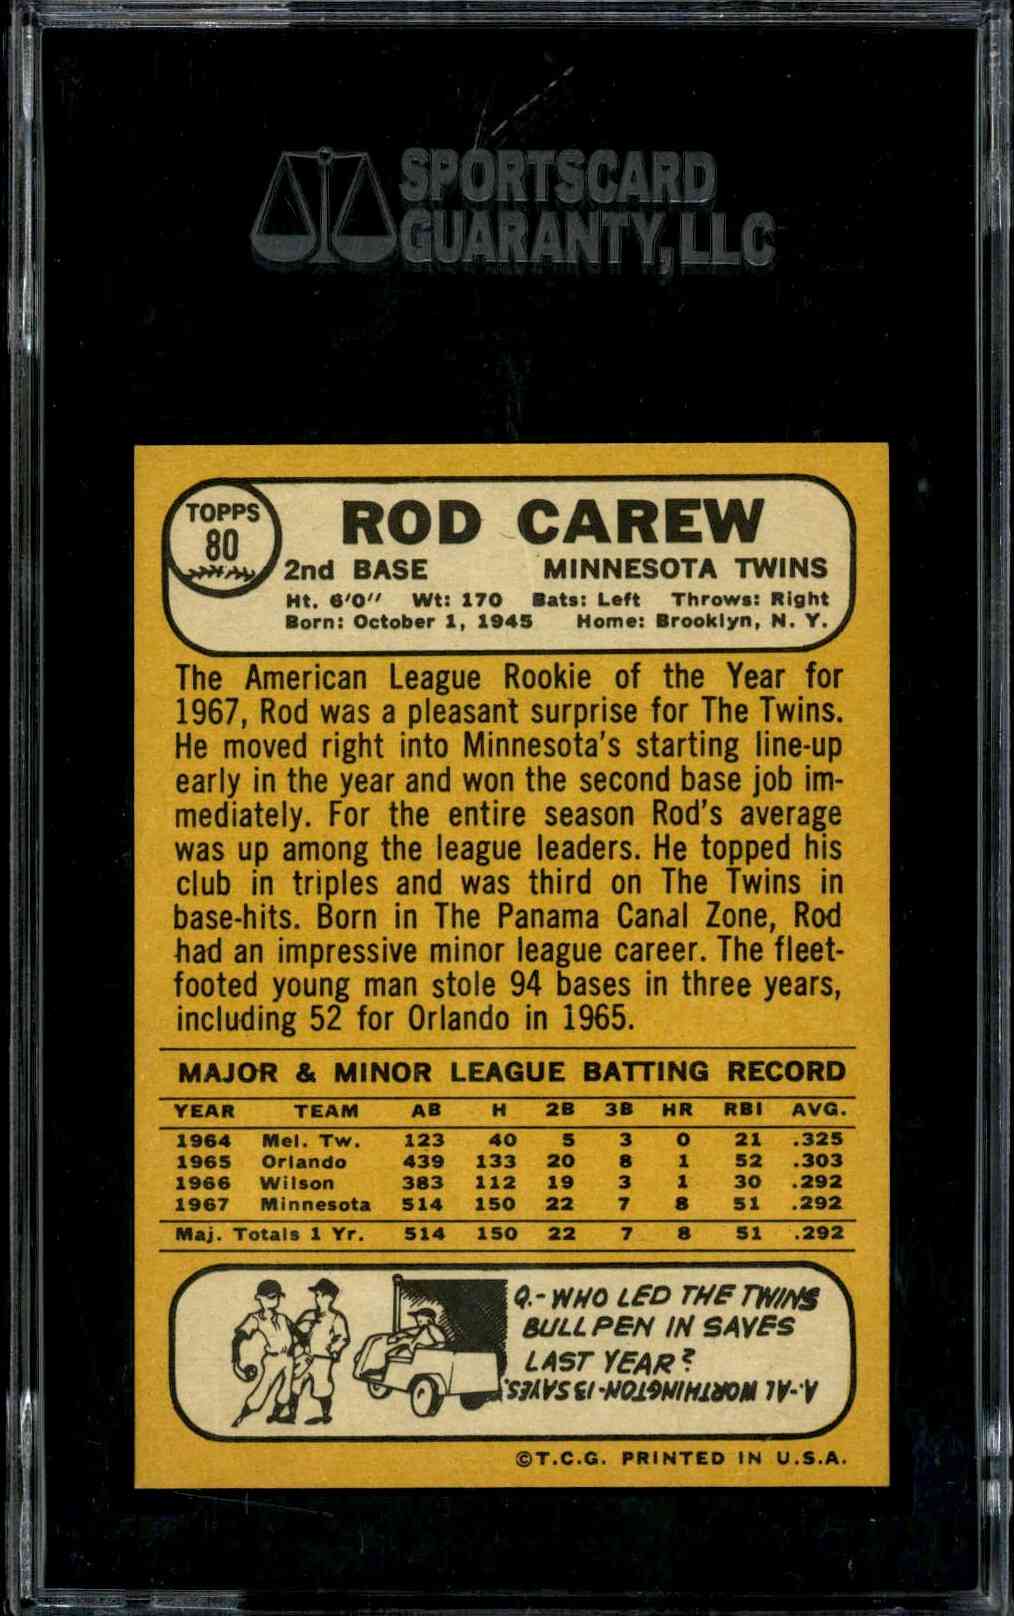 SPORTSCARD
GUARANTY, LLC
TOPPS
80
ROD CAREW
2nd BASE MINNESOTA TWINS
Ht. 6'0" Wt: 170 Bats: Left Throws: Right
Born: October 1, 1945 Home: Brooklyn, N. Y.
The American League Rookie of the Year for
1967, Rod was a pleasant surprise for The Twins.
He moved right into Minnesota's starting line-up
early in the year and won the second base job im-
mediately. For the entire season Rod's average
was up among the league leaders. He topped his
club in triples and was third on The Twins in
base-hits. Born in The Panama Canal Zone, Rod
had an impressive minor league career. The fleet-
footed young man stole 94 bases in three years,
including 52 for Orlando in 1965.
MAJOR & MINOR LEAGUE BATTING RECORD
YEAR TEAM AB H 2B 3B HR RBI AVG.
1964 Mel. Tw. 123 40 5 3 0 21 .325
1965 Orlando 439 133 20 8 1 52 .303
1966 Wilson 383 112 19 3 1 30 .292
1967 Minnesota 514 150 22 7 8 51 .292
Maj. Totals 1 Yr. 514 150 22 7 8 51 .292
Q.-WHO LED THE TWINS
BULLPEN IN SAVES
LAST YEAR?
A.-AL WORTHINGTON-13 SAVES.
©T.C.G. PRINTED IN U.S.A.